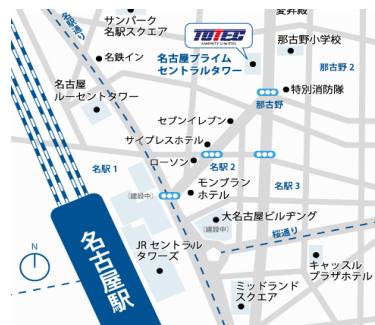 サンパーク
名駅スクエア
愛昇殿
名駅通り
TOTEC
AMENITY LIMITED
那古野小学校
名鉄イン
名古屋プライム
セントラルタワー
那古野 2
名古屋
ルーセントタワー
特別消防隊
那古野
セブンイレブン
サイプレスホテル
名駅 1
ローソン
名駅 2
名駅 3
(建設中)
モンブラン
ホテル
大名古屋ビルヂング
(建設中)
桜通り
N
名古屋駅
JR セントラル
タワーズ
キャッスル
プラザホテル
ミッドランド
スクエア